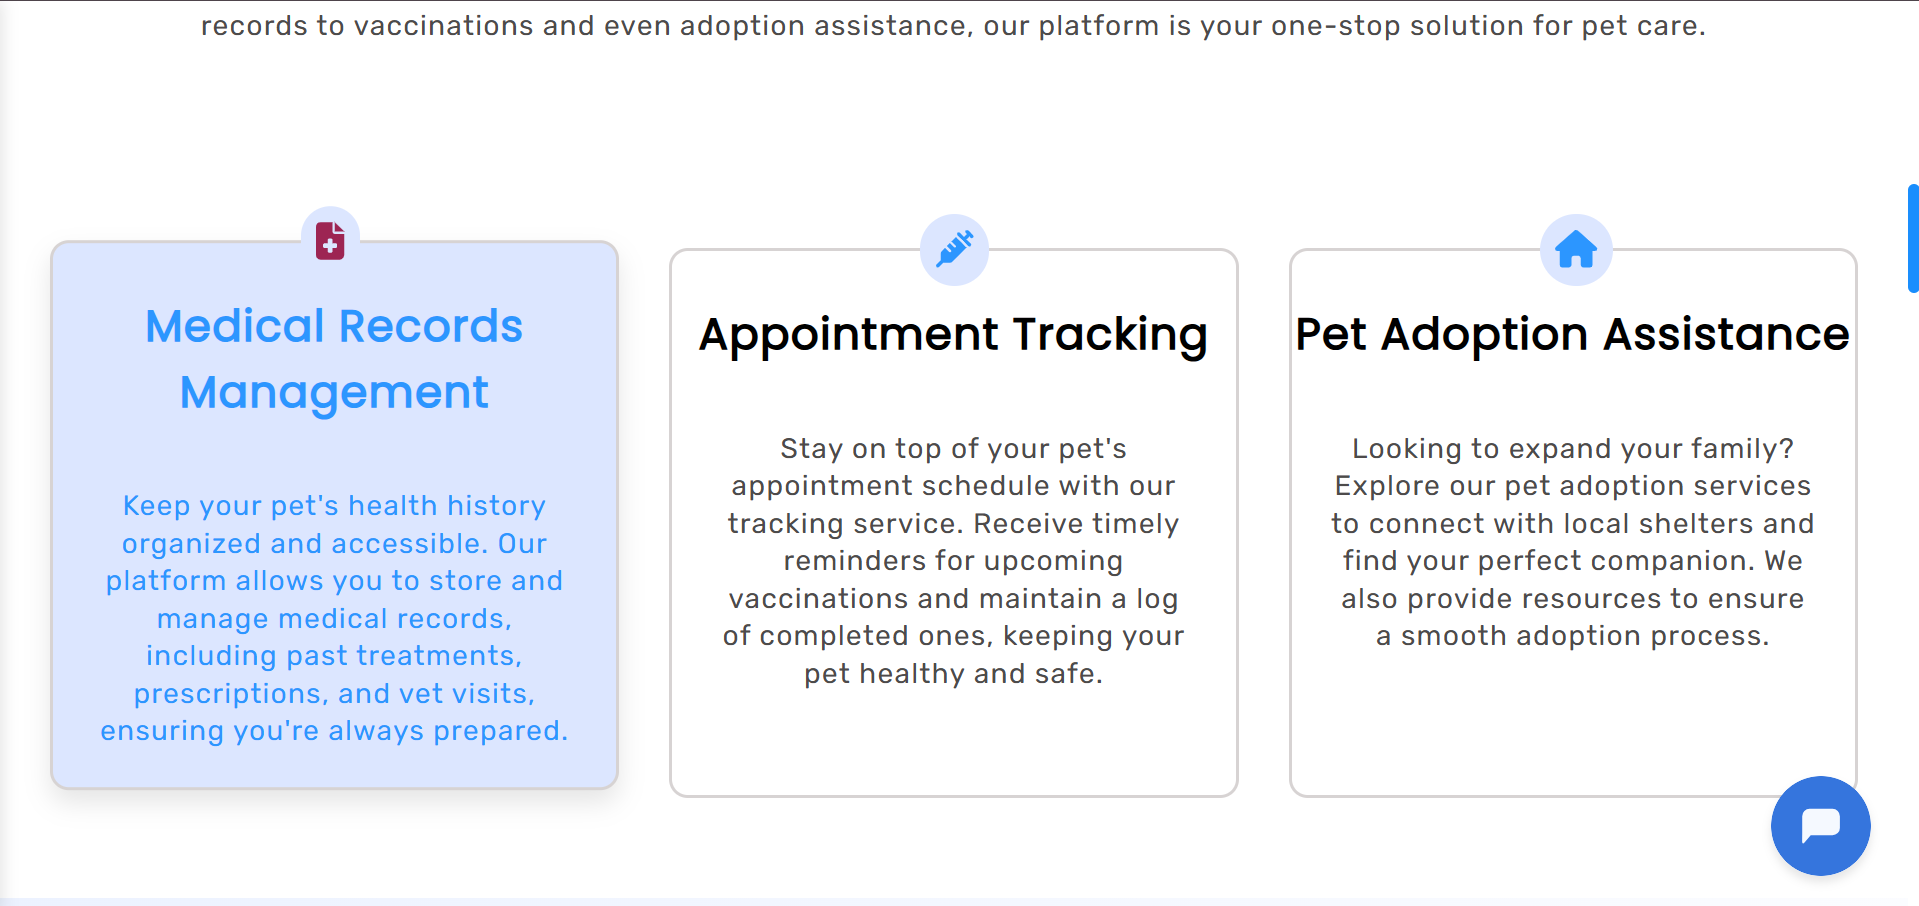 records to vaccinations and even adoption assistance, our platform is your one-stop solution for pet care.
Medical Records
Management
Keep your pet's health history
organized and accessible. Our
platform allows you to store and
manage medical records,
including past treatments,
prescriptions, and vet visits,
ensuring you're always prepared.
Appointment Tracking
Stay on top of your pet's
appointment schedule with our
tracking service. Receive timely
reminders for upcoming
vaccinations and maintain a log
of completed ones, keeping your
pet healthy and safe.
Pet Adoption Assistance
Looking to expand your family?
Explore our pet adoption services
to connect with local shelters and
find your perfect companion. We
also provide resources to ensure
a smooth adoption process.